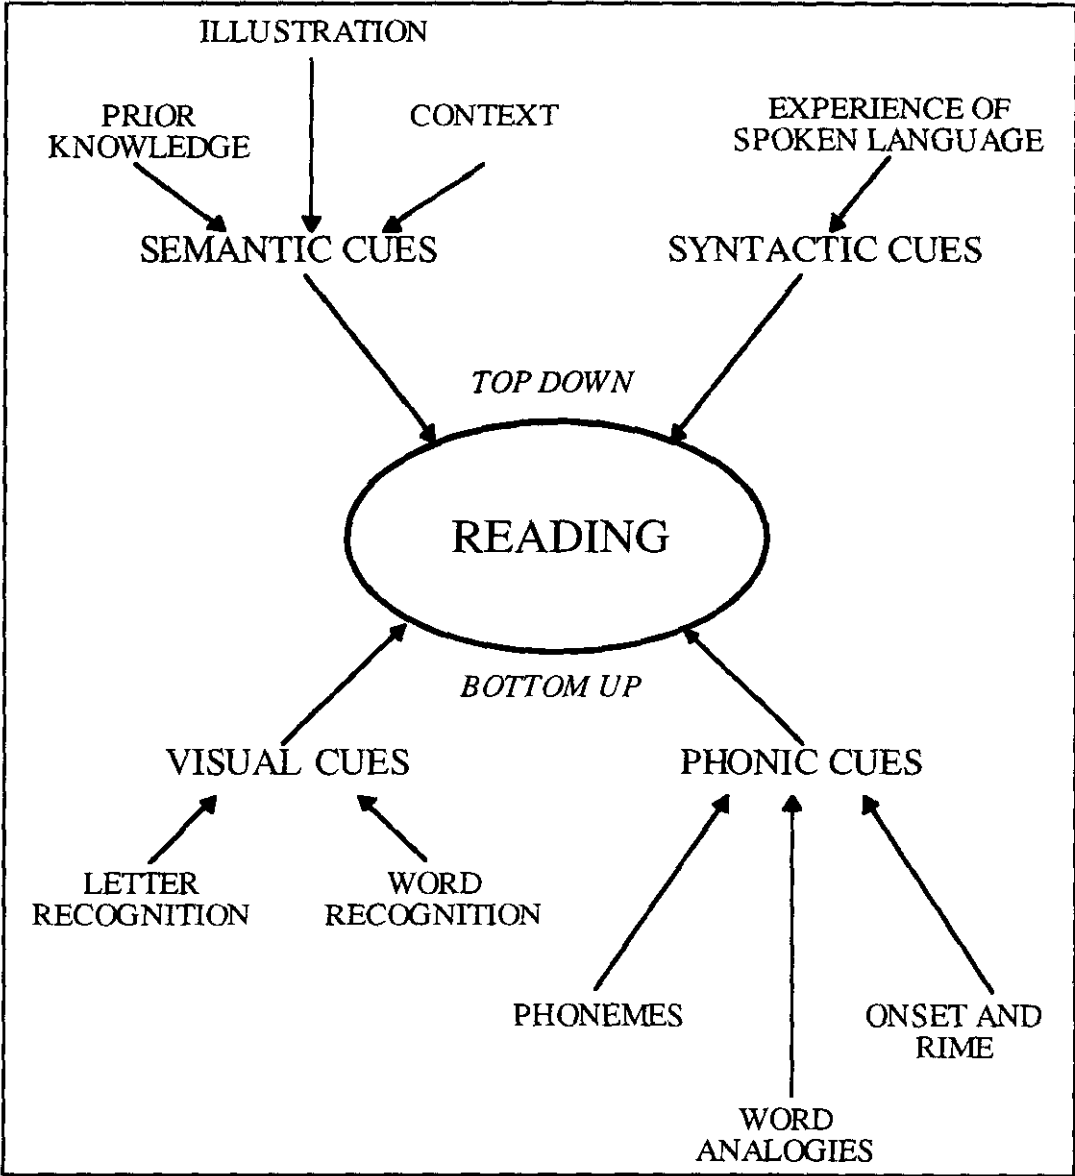 ILLUSTRATION
PRIOR
KNOWLEDGE
CONTEXT
EXPERIENCE OF
SPOKEN LANGUAGE
SEMANTIC CUES
SYNTACTIC CUES
TOP DOWN
READING
BOTTOM UP
VISUAL CUES
PHONIC CUES
LETTER
RECOGNITION
WORD
RECOGNITION
PHONEMES
ONSET AND
RIME
WORD
ANALOGIES